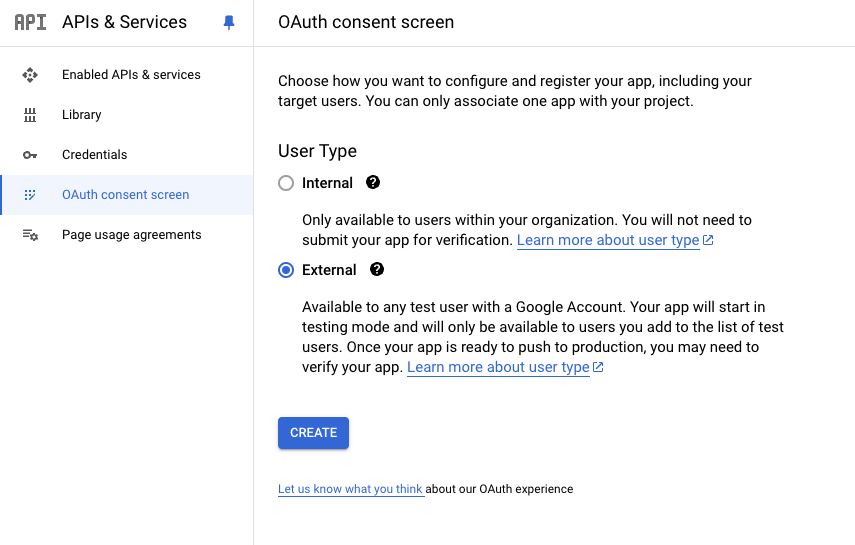 API APIs & Services
Enabled APIs & services
Library
Credentials
OAuth consent screen
Page usage agreements
OAuth consent screen
Choose how you want to configure and register your app, including your
target users. You can only associate one app with your project.
User Type
Internal ?
Only available to users within your organization. You will not need to
submit your app for verification. Learn more about user type
External ?
Available to any test user with a Google Account. Your app will start in
testing mode and will only be available to users you add to the list of test
users. Once your app is ready to push to production, you may need to
verify your app. Learn more about user type
CREATE
Let us know what you think about our OAuth experience